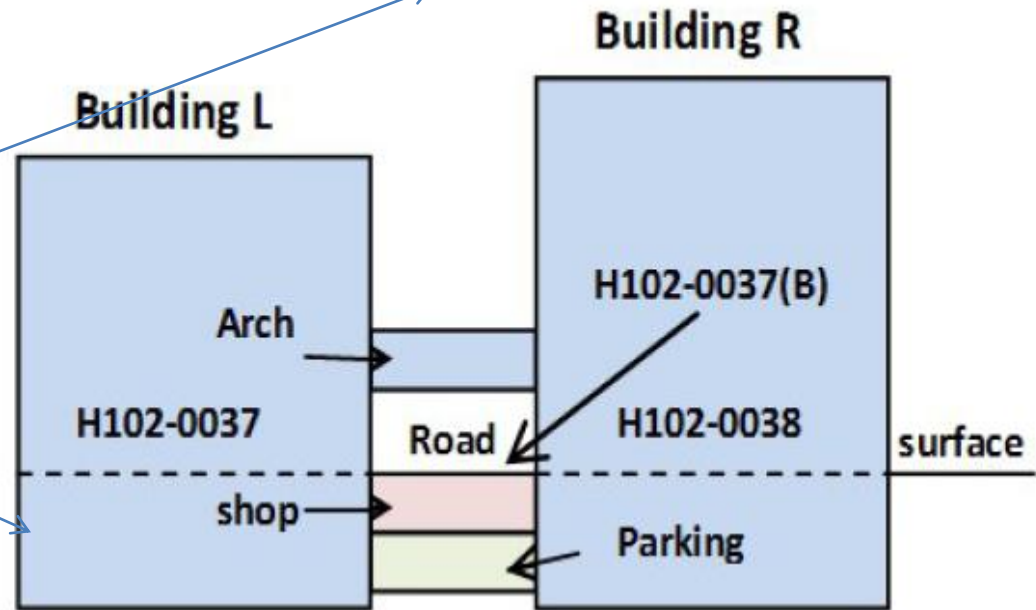 Building R
Building L
H102-0037(B)
Arch
H102-0037
Road
H102-0038
surface
shop
Parking